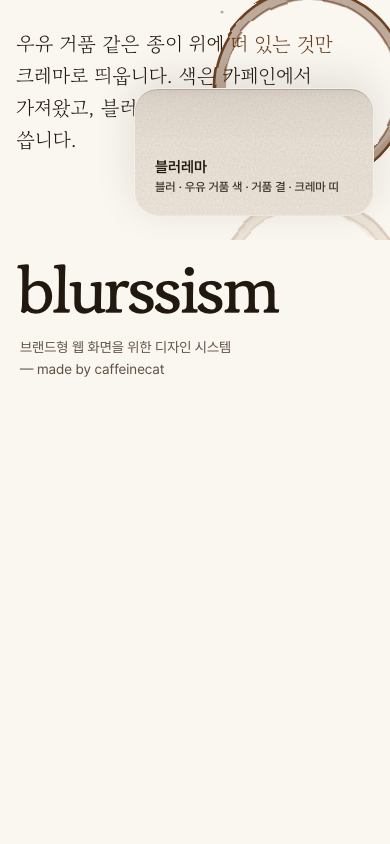 우유 거품 같은 종이 위에 떠 있는 것만
크레마로 띄웁니다. 색은 카페인에서
가져왔고, 블러
씁니다.
블러레마
블러 · 우유 거품 색 · 거품 결 · 크레마 띠
blurssism
브랜드형 웹 화면을 위한 디자인 시스템
— made by caffeinecat